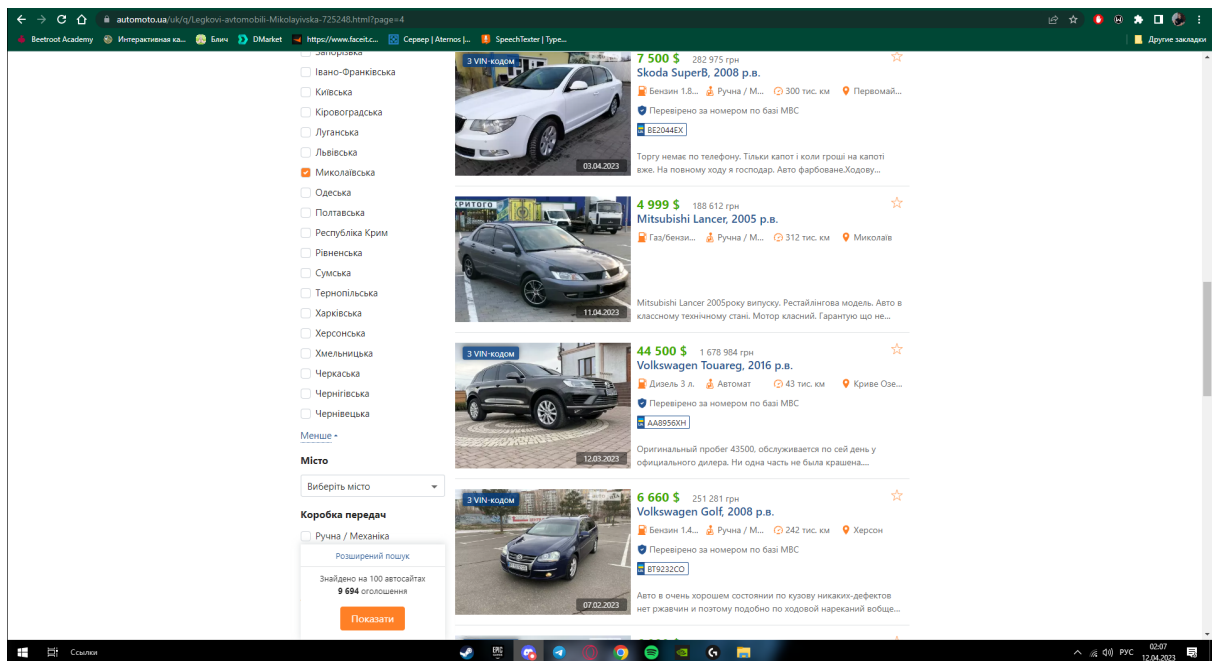 automoto.ua/uk/q/Legkovi-avtomobili-Mikolayivska-725248.html?page=4
Beetroot Academy
Интерактивная ка...
Блич
DMarket
https://www.faceit.c...
Сервер | Aternos |...
SpeechTexter | Type...
Другие закладки
Запорізька
Івано-Франківська
Київська
Кіровоградська
Луганська
Львівська
Миколаївська
Одеська
Полтавська
Республіка Крим
Рівненська
Сумська
Тернопільська
Харківська
Херсонська
Хмельницька
Черкаська
Чернігівська
Чернівецька
Менше
Місто
Виберіть місто
Коробка передач
Ручна / Механіка
Розширений пошук
Знайдено на 100 автосайтах
9 694 оголошення
Показати
З VIN-кодом
03.04.2023
7 500 $ 282 975 грн
Skoda SuperB, 2008 р.в.
Бензин 1.8... Ручна / М... 300 тис. км Первомай...
Перевірено за номером по базі МВС
BE2044EX
Торгу немає по телефону. Тільки капот і коли гроші на капоті
вже. На повному ходу я господар. Авто фарбоване.Ходову...
КРИТОГО
11.04.2023
4 999 $ 188 612 грн
Mitsubishi Lancer, 2005 р.в.
Газ/бензи... Ручна / М... 312 тис. км Миколаїв
Mitsubishi Lancer 2005року випуску. Рестайлінгова модель. Авто в
классному технічному стані. Мотор класний. Гарантую що не...
З VIN-кодом
12.03.2023
44 500 $ 1 678 984 грн
Volkswagen Touareg, 2016 р.в.
Дизель 3 л. Автомат 43 тис. км Криве Озе...
Перевірено за номером по базі МВС
AA8956XH
Оригинальный пробег 43500, обслуживается по сей день у
официального дилера. Ни одна часть не была крашена....
З VIN-кодом
07.02.2023
6 660 $ 251 281 грн
Volkswagen Golf, 2008 р.в.
Бензин 1.4... Ручна / М... 242 тис. км Херсон
Перевірено за номером по базі МВС
BT9232CO
Авто в очень хорошем состоянии по кузову никаких-дефектов
нет ржавчин и поэтому подобно по ходовой нареканий вобще...
Ссылки
EPIC
РУС
02:07
12.04.2023